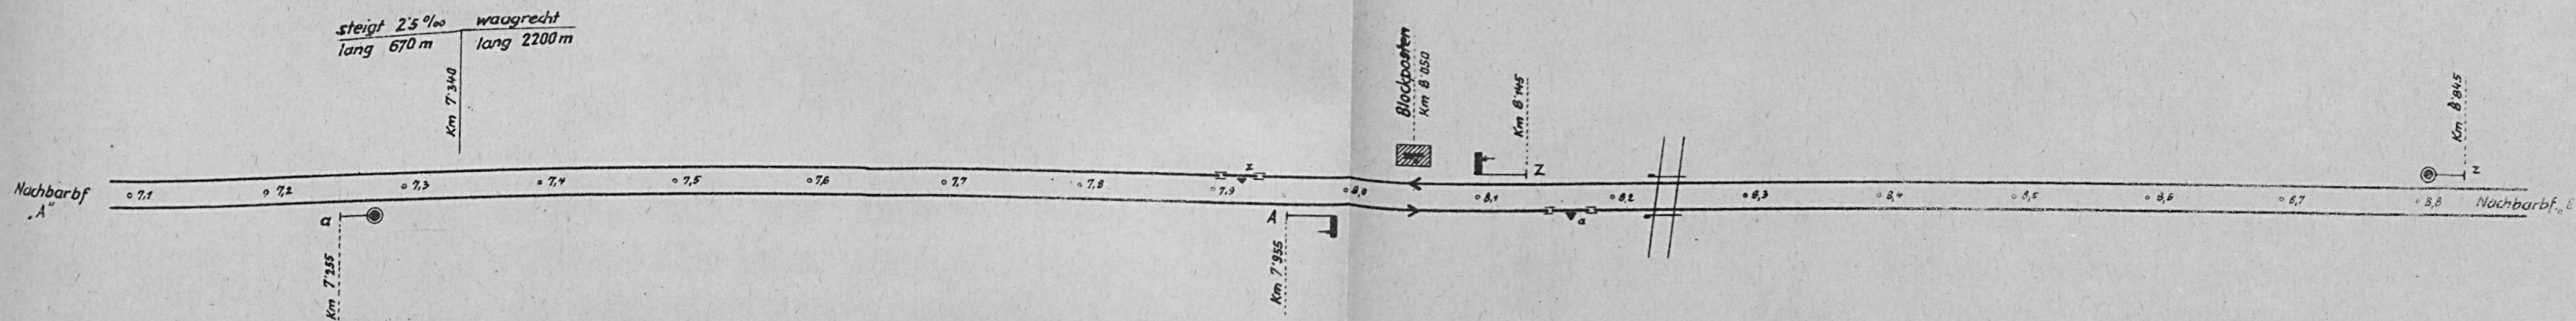 steigt 2'5 ‰ waagrecht
lang 670 m lang 2200 m
Km 7'340
Blockposten
Km 8'050
Km 8'145
Km 8'845
Nachbarbf
„A"
7,1 7,2 7,3 7,4 7,5 7,6 7,7 7,8 7,9 8,0 8,1 8,2 8,3 8,4 8,5 8,6 8,7 8,8
Nachbarbf.
z
Z
z
a
A
a
Km 7'255
Km 7'955